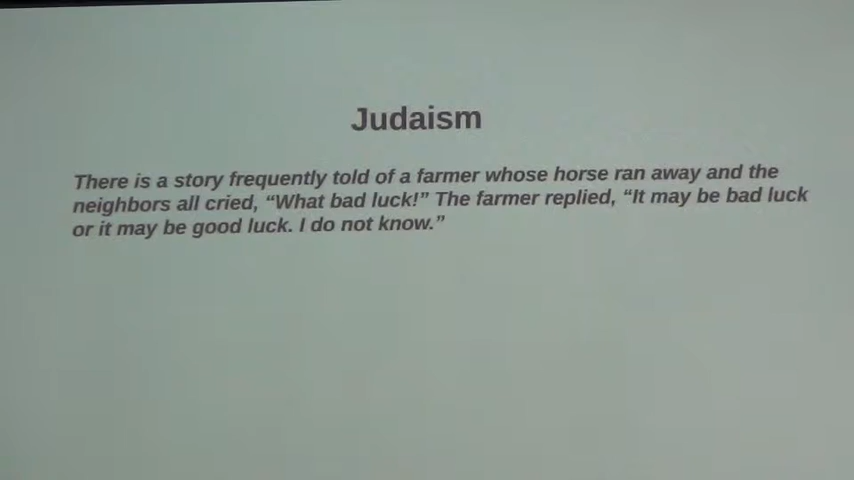 Judaism
There is a story frequently told of a farmer whose horse ran away and the
neighbors all cried, “What bad luck!” The farmer replied, “It may be bad luck
or it may be good luck. I do not know.”